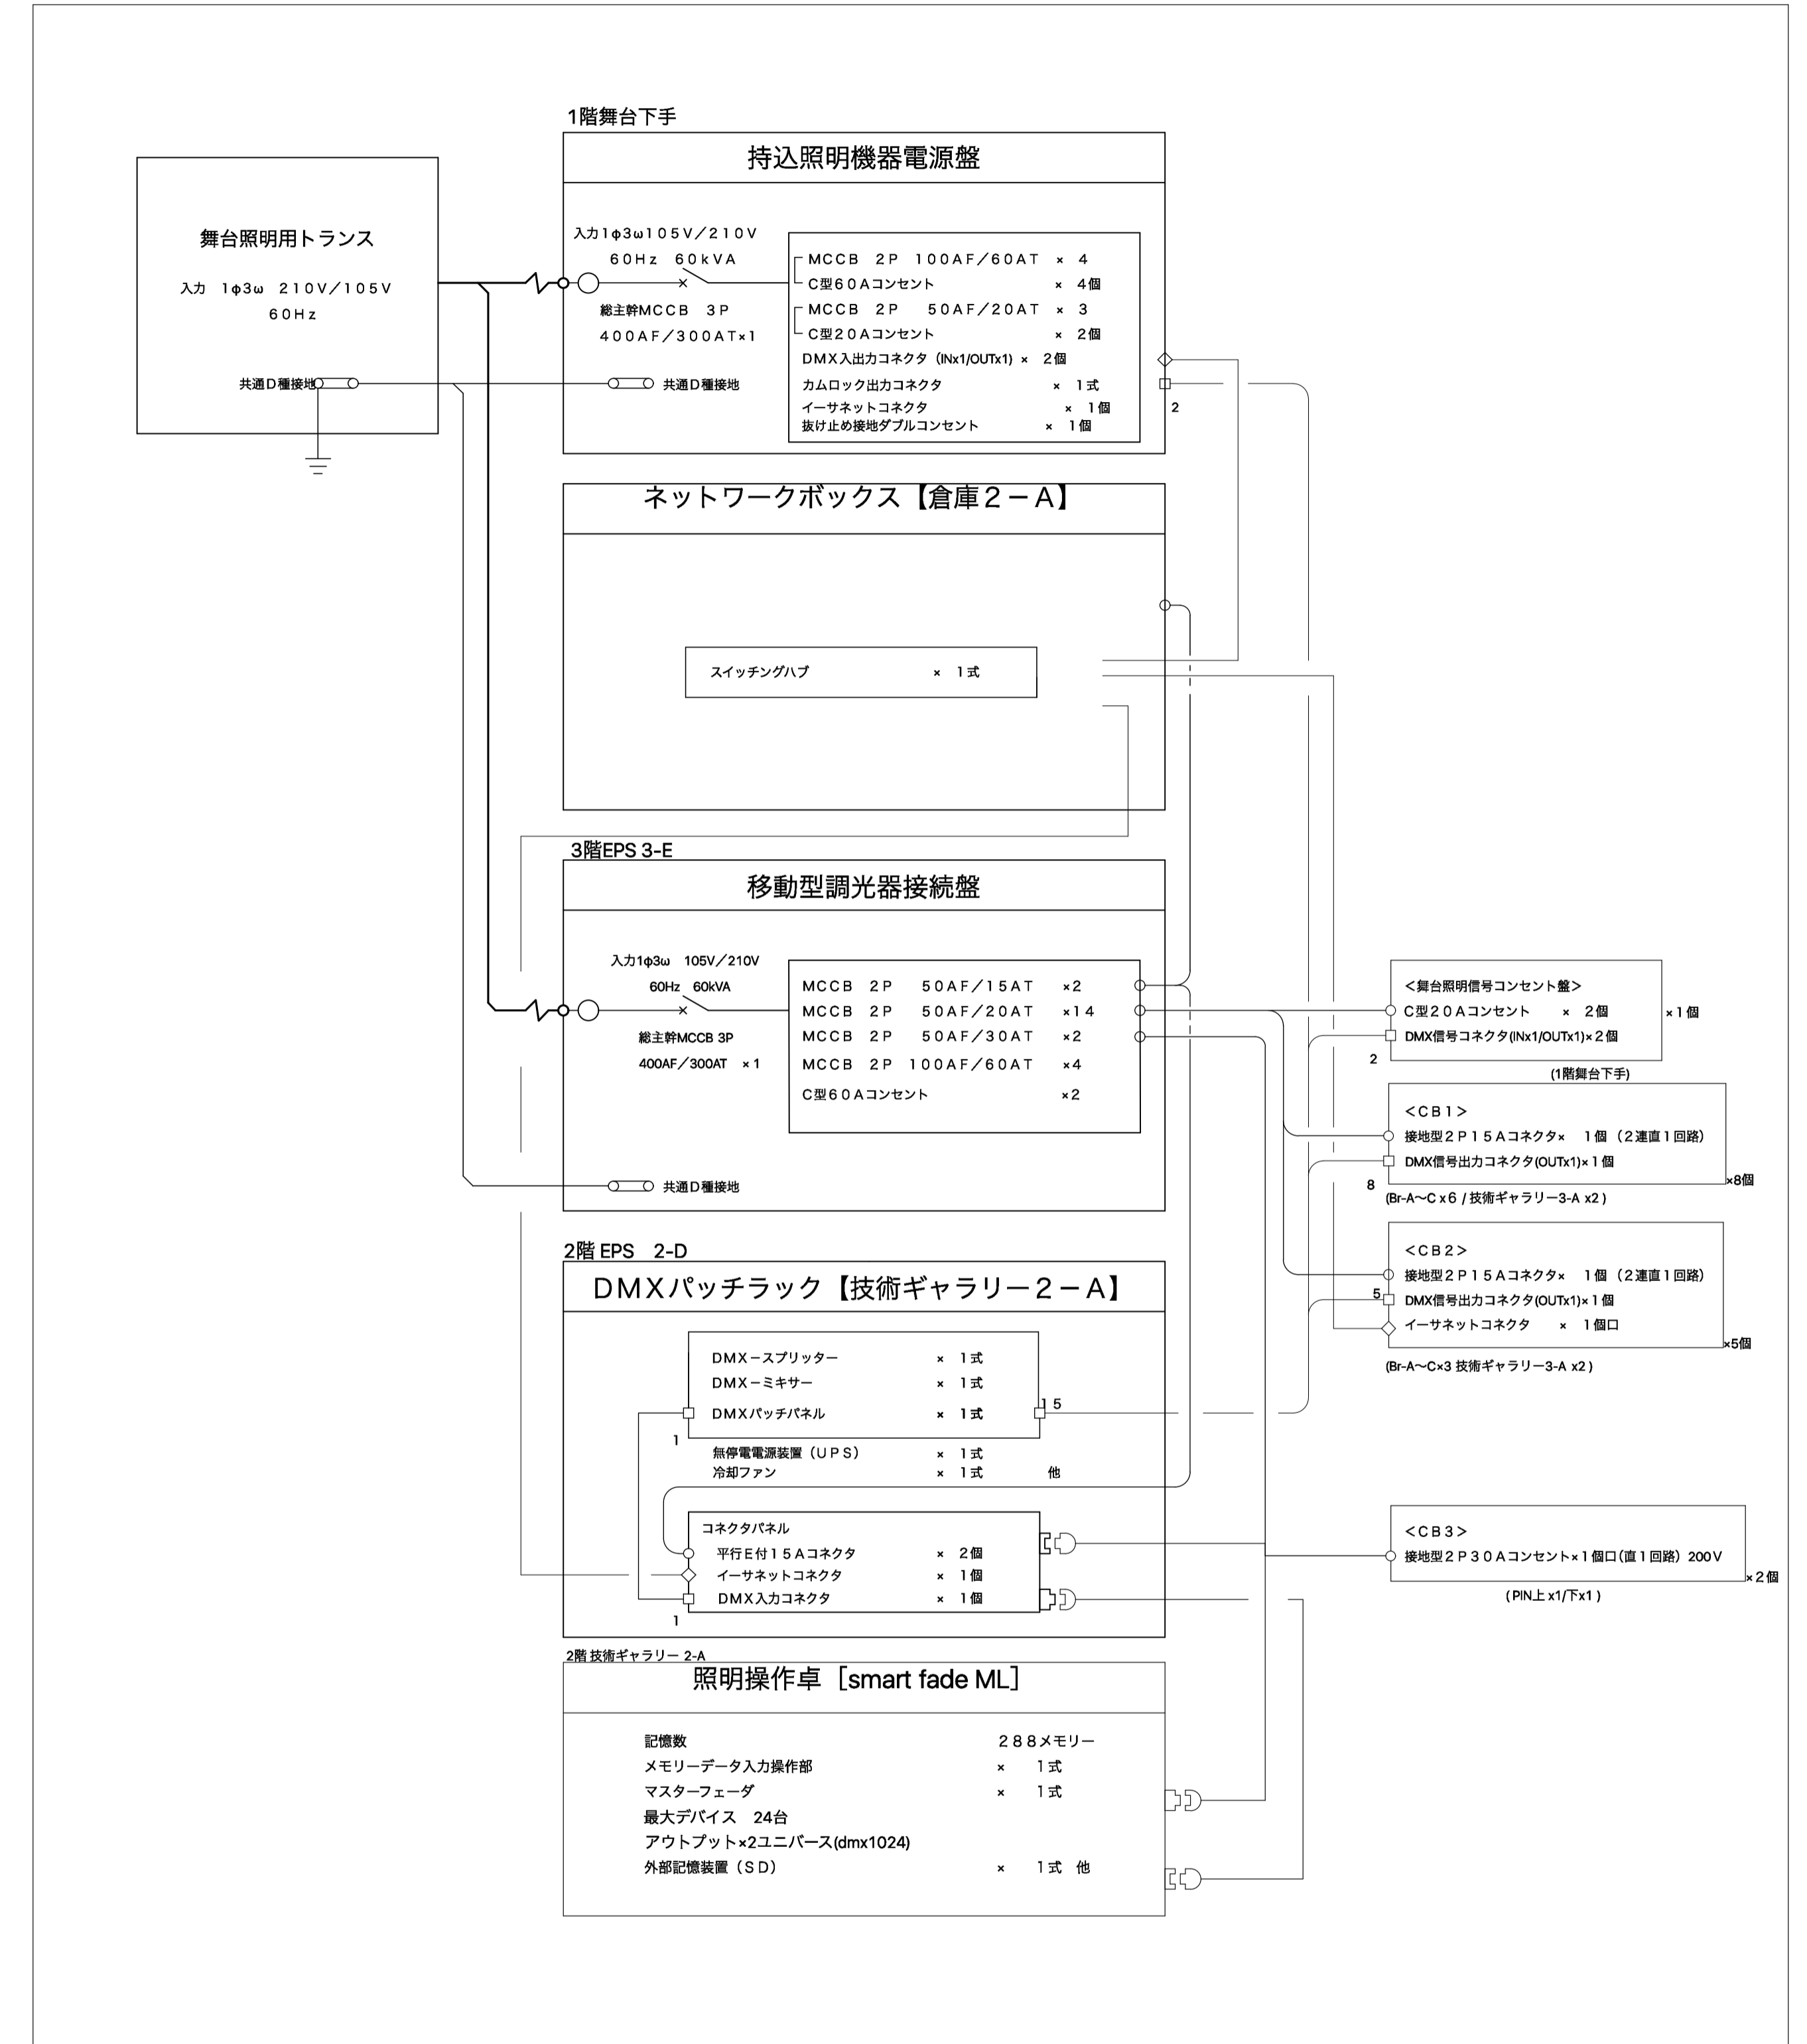 1階舞台下手
持込照明機器電源盤
舞台照明用トランス
入力　1φ3ω　２１０Ｖ／１０５Ｖ
６０Ｈｚ
共通Ｄ種接地
入力1φ3ω１０５Ｖ／２１０Ｖ
６０Ｈｚ　６０ｋＶＡ
総主幹ＭＣＣＢ　３Ｐ
４００ＡＦ／３００ＡＴ×１
共通Ｄ種接地
ＭＣＣＢ　２Ｐ　１００ＡＦ／６０ＡＴ　×　４
Ｃ型６０Ａコンセント　×　４個
ＭＣＣＢ　２Ｐ　５０ＡＦ／２０ＡＴ　×　３
Ｃ型２０Ａコンセント　×　２個
ＤＭＸ入出力コネクタ（INx1/OUTx1）×　２個
カムロック出力コネクタ　×　１式
イーサネットコネクタ　×　１個
抜け止め接地ダブルコンセント　×　１個
2
ネットワークボックス【倉庫２－Ａ】
スイッチングハブ　×　１式
3階EPS 3-E
移動型調光器接続盤
入力1φ3ω　105V／210V
60Hz　60kVA
総主幹MCCB 3P
400AF／300AT　×１
ＭＣＣＢ　２Ｐ　５０ＡＦ／１５ＡＴ　×２
ＭＣＣＢ　２Ｐ　５０ＡＦ／２０ＡＴ　×１４
ＭＣＣＢ　２Ｐ　５０ＡＦ／３０ＡＴ　×２
ＭＣＣＢ　２Ｐ　１００ＡＦ／６０ＡＴ　×４
Ｃ型６０Ａコンセント　×２
共通Ｄ種接地
＜舞台照明信号コンセント盤＞
Ｃ型２０Ａコンセント　×　２個
×１個
DMX信号コネクタ(INx1/OUTx1)×２個
2
(1階舞台下手)
＜ＣＢ１＞
接地型２Ｐ１５Ａコネクタ×　１個（２連直１回路）
DMX信号出力コネクタ(OUTx1)×１個
×8個
8
(Br-A～C x６ / 技術ギャラリー3-A x2 )
＜ＣＢ２＞
接地型２Ｐ１５Ａコネクタ×　１個（２連直１回路）
5
DMX信号出力コネクタ(OUTx1)×１個
イーサネットコネクタ　×　１個口
×5個
(Br-A～C×3 技術ギャラリー3-A x2 )
2階 EPS　2-D
ＤＭＸパッチラック【技術ギャラリー２－Ａ】
ＤＭＸ－スプリッター　×　１式
ＤＭＸ－ミキサー　×　１式
ＤＭＸパッチパネル　×　１式
１５
1
無停電電源装置（ＵＰＳ）　×　１式
冷却ファン　×　１式　他
コネクタパネル
平行Ｅ付１５Ａコネクタ　×　２個
イーサネットコネクタ　×　１個
ＤＭＸ入力コネクタ　×　１個
1
＜ＣＢ３＞
接地型２Ｐ３０Ａコンセント×１個口(直１回路）200Ｖ
×２個
( PIN上 x1/下x1 )
2階 技術ギャラリー 2-A
照明操作卓［smart fade ML］
記憶数　２８８メモリー
メモリーデータ入力操作部　×　１式
マスターフェーダ　×　１式
最大デバイス　24台
アウトプット×2ユニバース(dmx1024)
外部記憶装置（ＳＤ）　×　１式　他